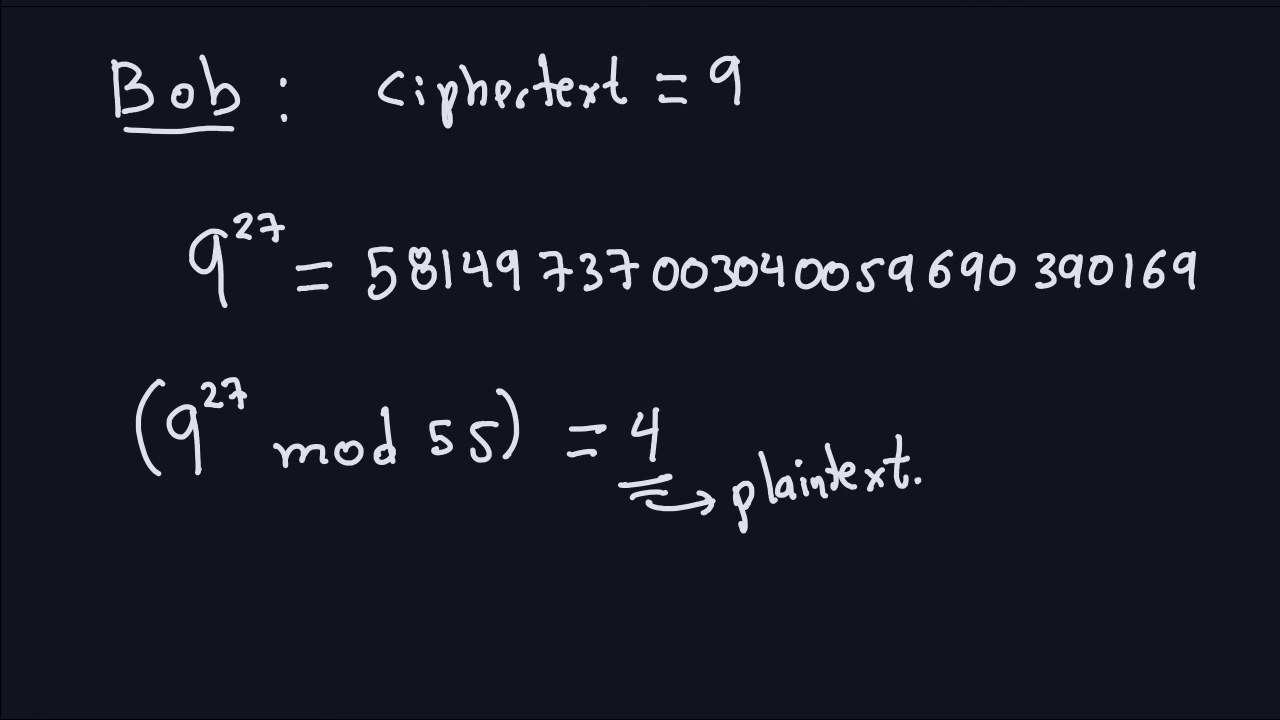 Bob : ciphertext = 9
9^27 = 58149737003040059690390169
(9^27 mod 55) = 4
→ plaintext.